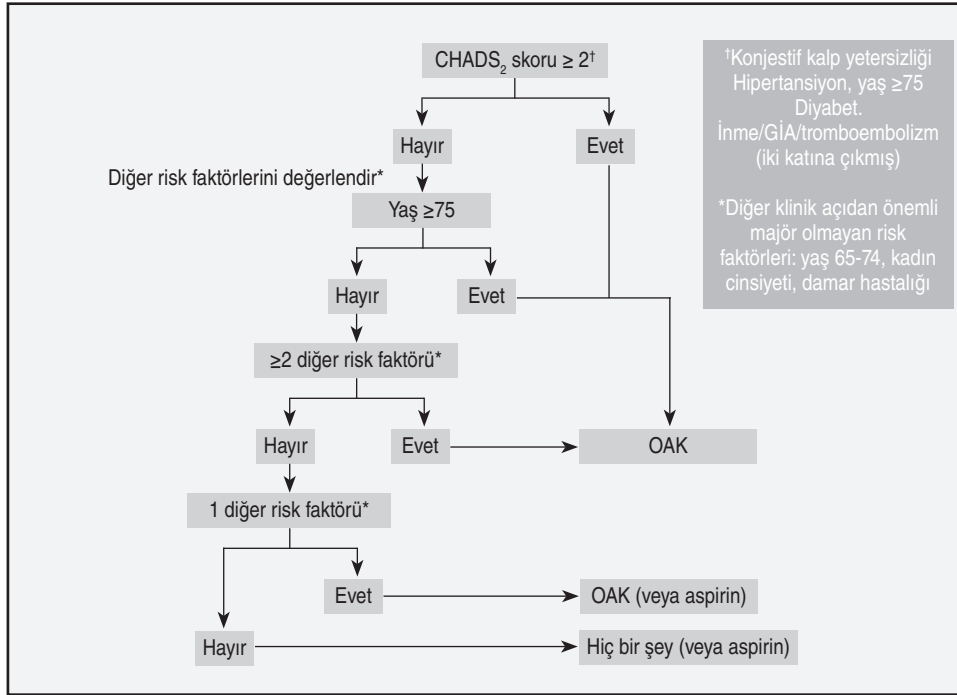 CHADS₂ skoru ≥ 2†
Hayır
Evet
Diğer risk faktörlerini değerlendir*
Yaş ≥75
Hayır
Evet
≥2 diğer risk faktörü*
Hayır
Evet
OAK
1 diğer risk faktörü*
Evet
OAK (veya aspirin)
Hayır
Hiç bir şey (veya aspirin)
†Konjestif kalp yetersizliği
Hipertansiyon, yaş ≥75
Diyabet.
İnme/GİA/tromboembolizm
(iki katına çıkmış)
*Diğer klinik açıdan önemli
majör olmayan risk
faktörleri: yaş 65-74, kadın
cinsiyeti, damar hastalığı